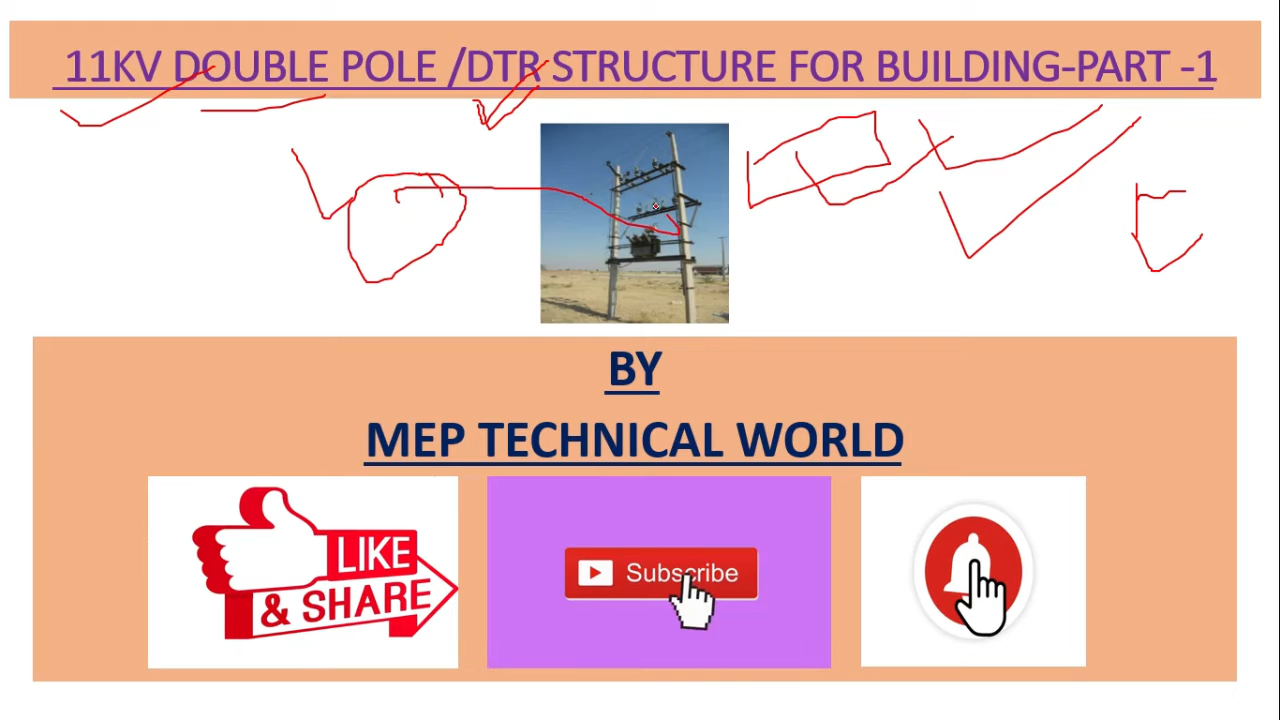 11KV DOUBLE POLE /DTR STRUCTURE FOR BUILDING-PART -1
BY
MEP TECHNICAL WORLD
LIKE
& SHARE
Subscribe